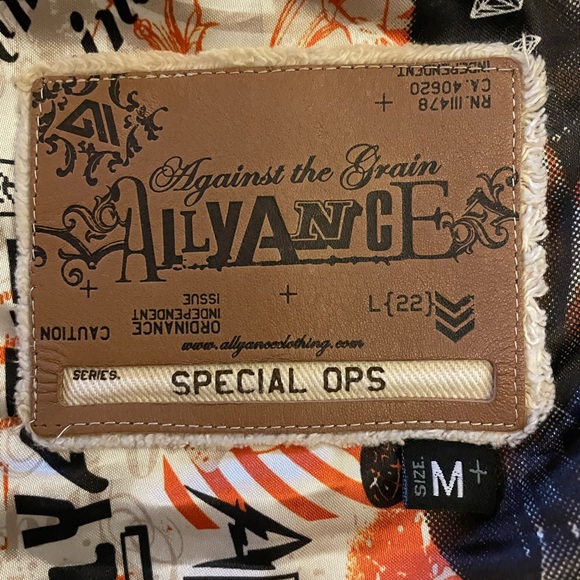 RN. 111478
CA. 40620
INDEPENDENT
Against the Grain
ALLYANCE
L{22}
ORDINANCE
INDEPENDENT
ISSUE
CAUTION
www.allyanceclothing.com
SERIES.
SPECIAL OPS
SIZE.
M